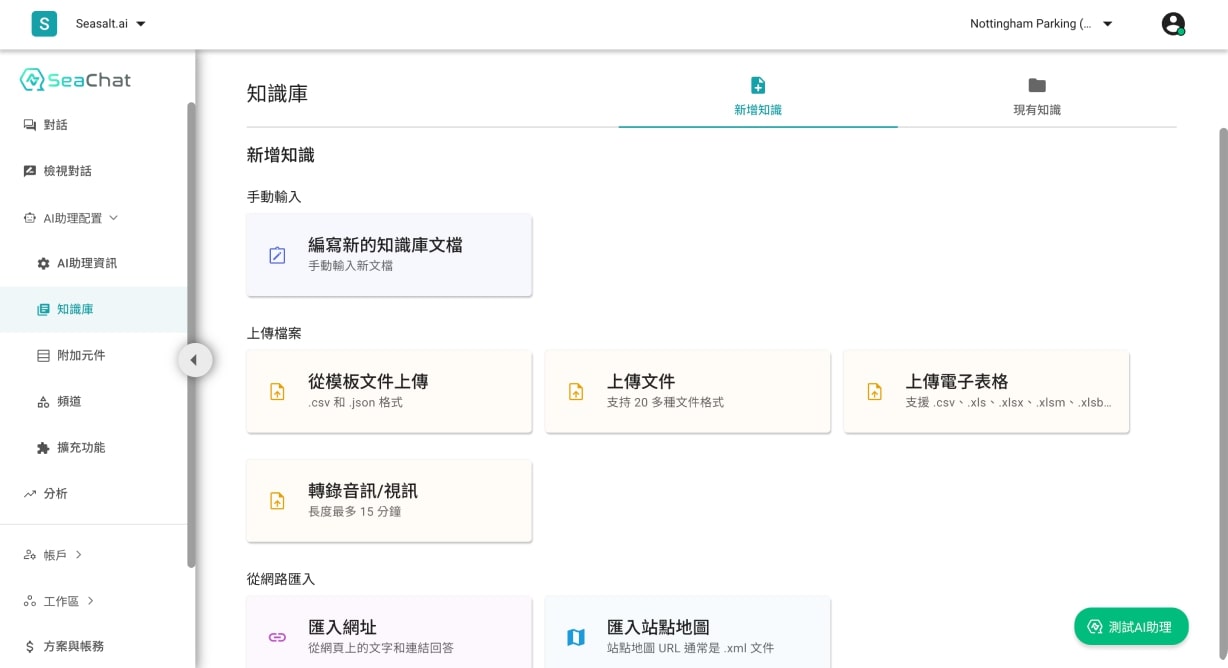 S
Seasalt.ai
Nottingham Parking (...
SeaChat
對話
檢視對話
AI助理配置
AI助理資訊
知識庫
附加元件
頻道
擴充功能
分析
帳戶
工作區
方案與帳務
知識庫
新增知識
現有知識
新增知識
手動輸入
編寫新的知識庫文檔
手動輸入新文檔
上傳檔案
從模板文件上傳
.csv 和 .json 格式
上傳文件
支持 20 多種文件格式
上傳電子表格
支援 .csv、.xls、.xlsx、.xlsm、.xlsb...
轉錄音訊/視訊
長度最多 15 分鐘
從網路匯入
匯入網址
從網頁上的文字和連結回答
匯入站點地圖
站點地圖 URL 通常是 .xml 文件
測試AI助理